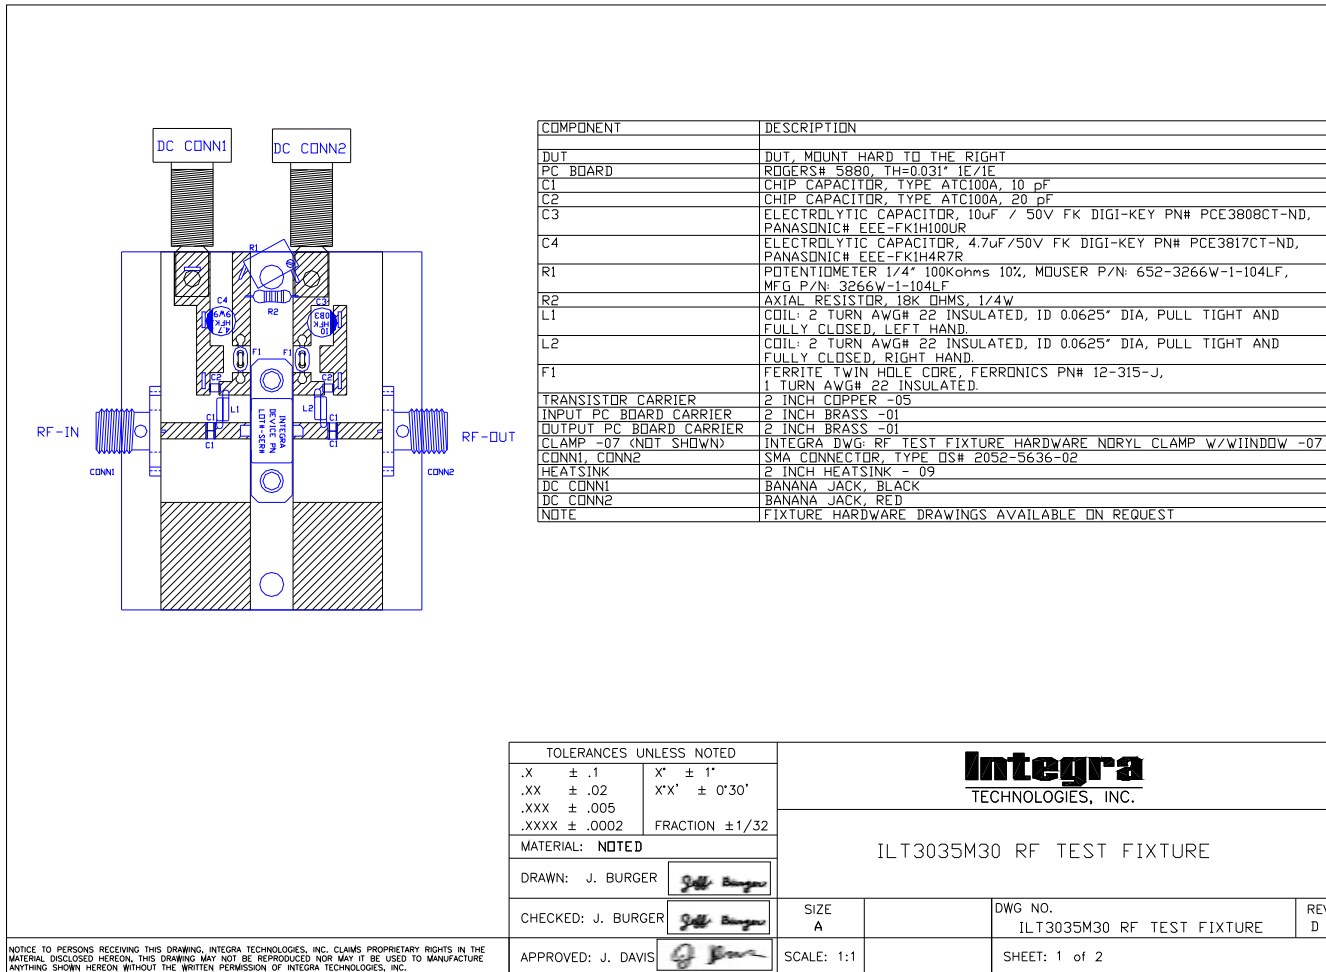 DC CONN1
DC CONN2
R1
C4
C3
4.7
HFK
9W9
10
HFK
0B3
R2
F1
F1
C2
C2
L1
L2
C1
C1
C1
C1
INTEGRA
DEVICE PN
LOT#-SER#
RF-IN
RF-OUT
CONN1
CONN2
COMPONENT DESCRIPTION
DUT DUT, MOUNT HARD TO THE RIGHT
PC BOARD ROGERS# 5880, TH=0.031" 1E/1E
C1 CHIP CAPACITOR, TYPE ATC100A, 10 pF
C2 CHIP CAPACITOR, TYPE ATC100A, 20 pF
C3 ELECTROLYTIC CAPACITOR, 10uF / 50V FK DIGI-KEY PN# PCE3808CT-ND,
PANASONIC# EEE-FK1H100UR
C4 ELECTROLYTIC CAPACITOR, 4.7uF/50V FK DIGI-KEY PN# PCE3817CT-ND,
PANASONIC# EEE-FK1H4R7R
R1 POTENTIOMETER 1/4" 100Kohms 10%, MOUSER P/N: 652-3266W-1-104LF,
MFG P/N: 3266W-1-104LF
R2 AXIAL RESISTOR, 18K OHMS, 1/4W
L1 COIL: 2 TURN AWG# 22 INSULATED, ID 0.0625" DIA, PULL TIGHT AND
FULLY CLOSED, LEFT HAND.
L2 COIL: 2 TURN AWG# 22 INSULATED, ID 0.0625" DIA, PULL TIGHT AND
FULLY CLOSED, RIGHT HAND.
F1 FERRITE TWIN HOLE CORE, FERRONICS PN# 12-315-J,
1 TURN AWG# 22 INSULATED.
TRANSISTOR CARRIER 2 INCH COPPER -05
INPUT PC BOARD CARRIER 2 INCH BRASS -01
OUTPUT PC BOARD CARRIER 2 INCH BRASS -01
CLAMP -07 (NOT SHOWN) INTEGRA DWG: RF TEST FIXTURE HARDWARE NORYL CLAMP W/WIINDOW -07
CONN1, CONN2 SMA CONNECTOR, TYPE OS# 2052-5636-02
HEATSINK 2 INCH HEATSINK - 09
DC CONN1 BANANA JACK, BLACK
DC CONN2 BANANA JACK, RED
NOTE FIXTURE HARDWARE DRAWINGS AVAILABLE ON REQUEST
TOLERANCES UNLESS NOTED
.X ± .1 X° ± 1°
.XX ± .02 X°X' ± 0°30'
.XXX ± .005
.XXXX ± .0002 FRACTION ±1/32
MATERIAL: NOTED
DRAWN: J. BURGER Jeff Burger
CHECKED: J. BURGER Jeff Burger
APPROVED: J. DAVIS
Integra
TECHNOLOGIES, INC.
ILT3035M30 RF TEST FIXTURE
SIZE
A
DWG NO.
ILT3035M30 RF TEST FIXTURE
REV
D
SCALE: 1:1
SHEET: 1 of 2
NOTICE TO PERSONS RECEIVING THIS DRAWING, INTEGRA TECHNOLOGIES, INC. CLAIMS PROPRIETARY RIGHTS IN THE
MATERIAL DISCLOSED HEREON, THIS DRAWING MAY NOT BE REPRODUCED NOR MAY IT BE USED TO MANUFACTURE
ANYTHING SHOWN HEREON WITHOUT THE WRITTEN PERMISSION OF INTEGRA TECHNOLOGIES, INC.